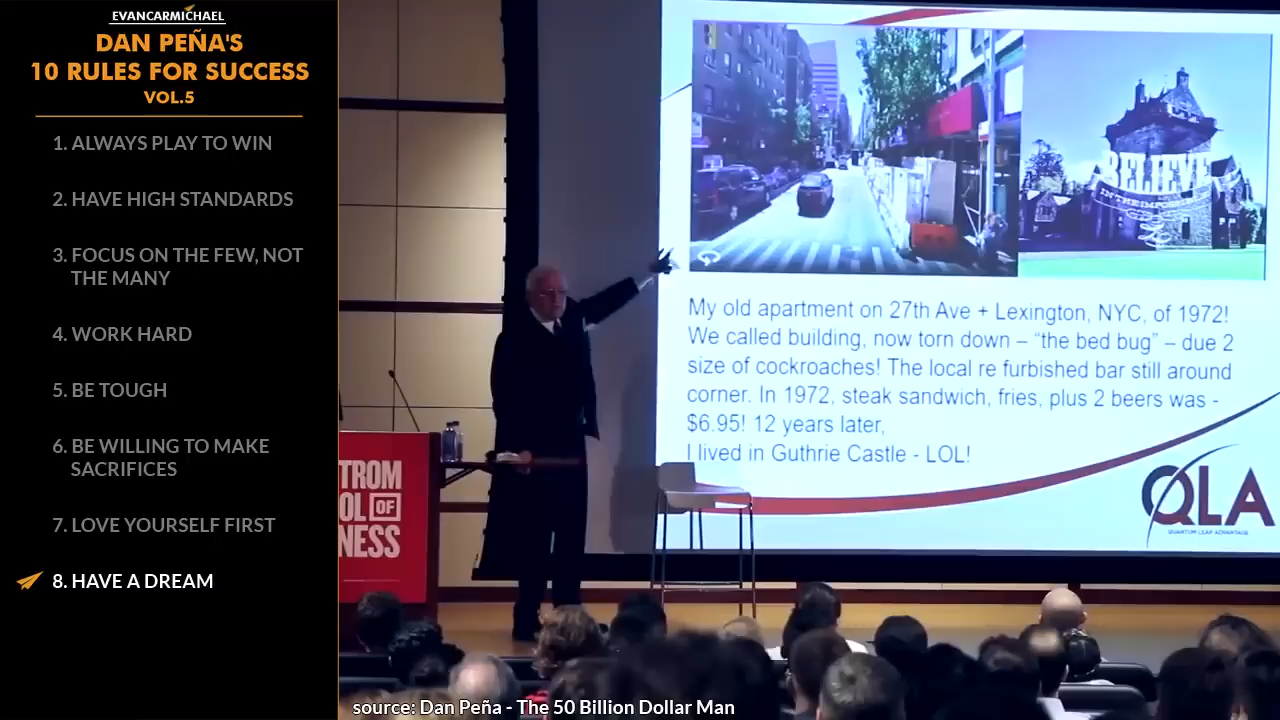 EVANCARMICHAEL
DAN PEÑA'S
10 RULES FOR SUCCESS
VOL.5
1. ALWAYS PLAY TO WIN
2. HAVE HIGH STANDARDS
3. FOCUS ON THE FEW, NOT
THE MANY
4. WORK HARD
5. BE TOUGH
6. BE WILLING TO MAKE
SACRIFICES
7. LOVE YOURSELF FIRST
8. HAVE A DREAM
BELIEVE
IN THE
My old apartment on 27th Ave + Lexington, NYC, of 1972!
We called building, now torn down – “the bed bug” – due 2
size of cockroaches! The local re furbished bar still around
corner. In 1972, steak sandwich, fries, plus 2 beers was -
$6.95! 12 years later,
I lived in Guthrie Castle - LOL!
QLA
QUANTUM LEAP ADVANTAGE
TROM
OL OF
NESS
source: Dan Peña - The 50 Billion Dollar Man